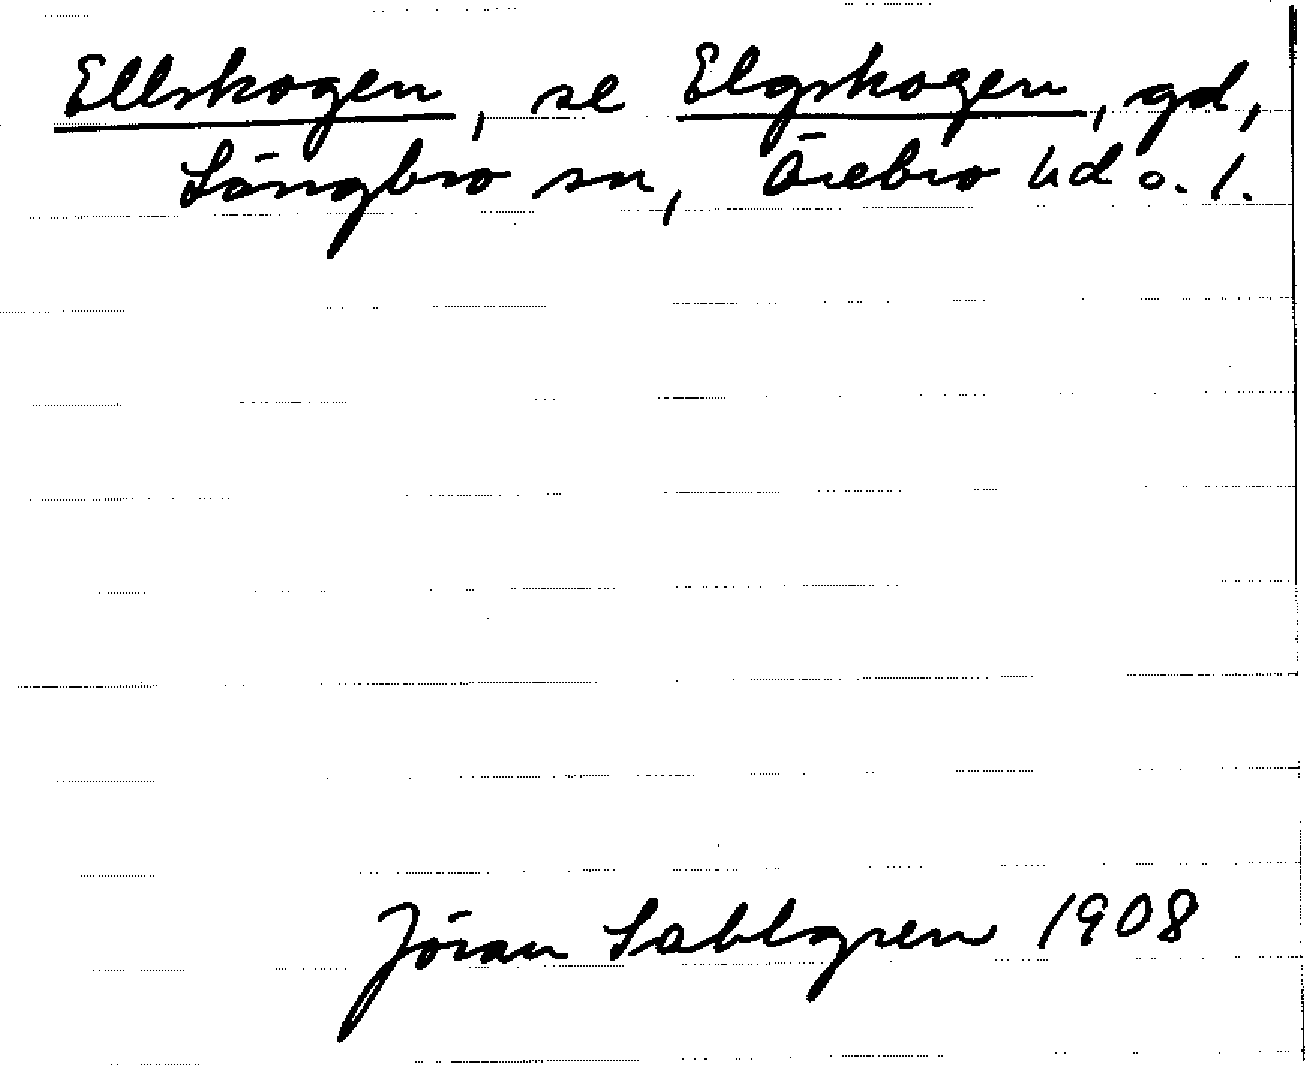 Ellskogen, se Elgskogen, gd,
Längbro sn, Örebro hd o. l.
Jöran Sahlgren 1908